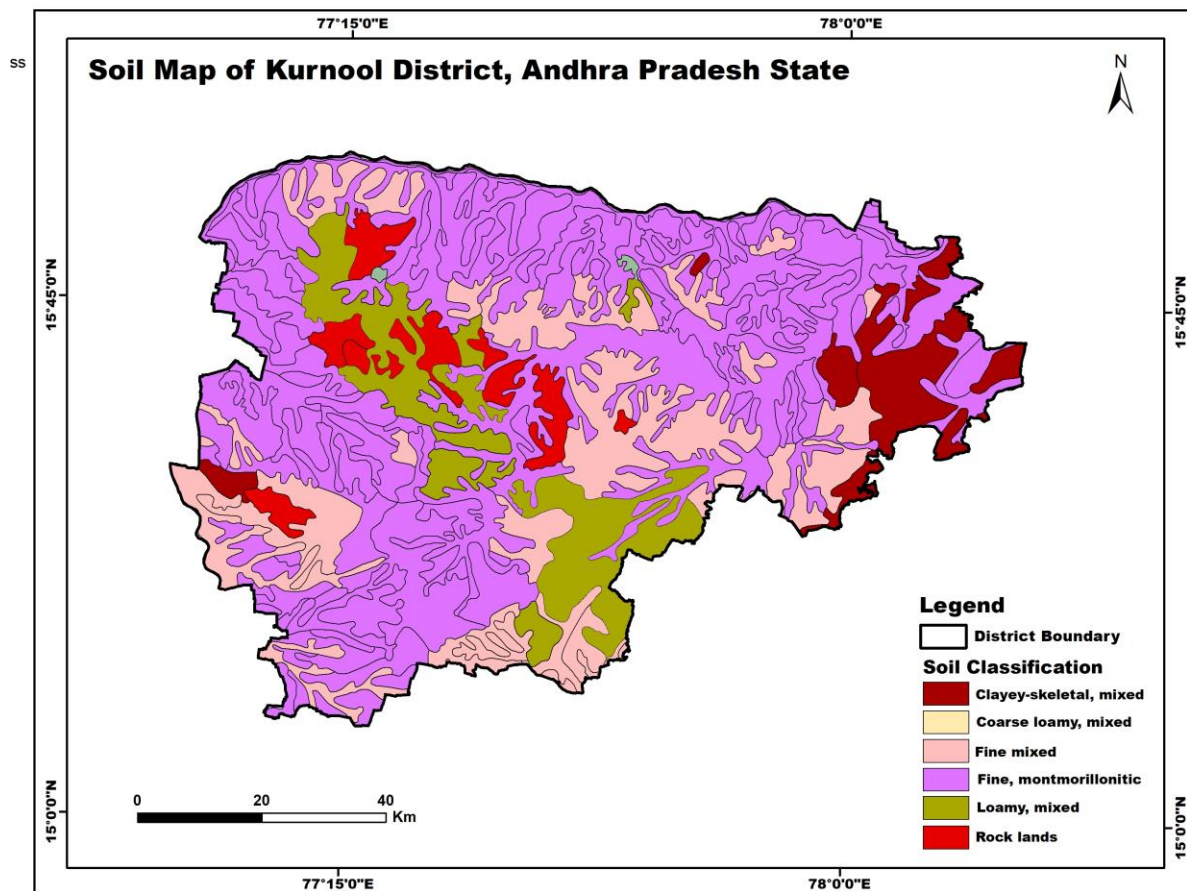 77°15'0"E 78°0'0"E
ss
Soil Map of Kurnool District, Andhra Pradesh State
N
15°45'0"N 15°45'0"N
Legend
District Boundary
Soil Classification
Clayey-skeletal, mixed
Coarse loamy, mixed
Fine mixed
Fine, montmorillonitic
Loamy, mixed
Rock lands
0 20 40
Km
15°0'0"N 15°0'0"N
77°15'0"E 78°0'0"E